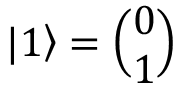 |1⟩ = (0
1)